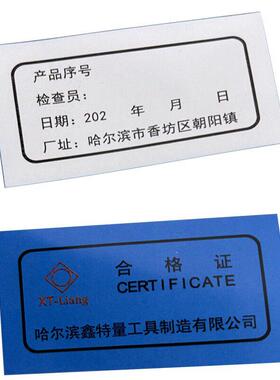 产品序号
检查员：
日期：202 年 月 日
厂址：哈尔滨市香坊区朝阳镇
合格证
XT-Liang
CERTIFICATE
哈尔滨鑫特量工具制造有限公司